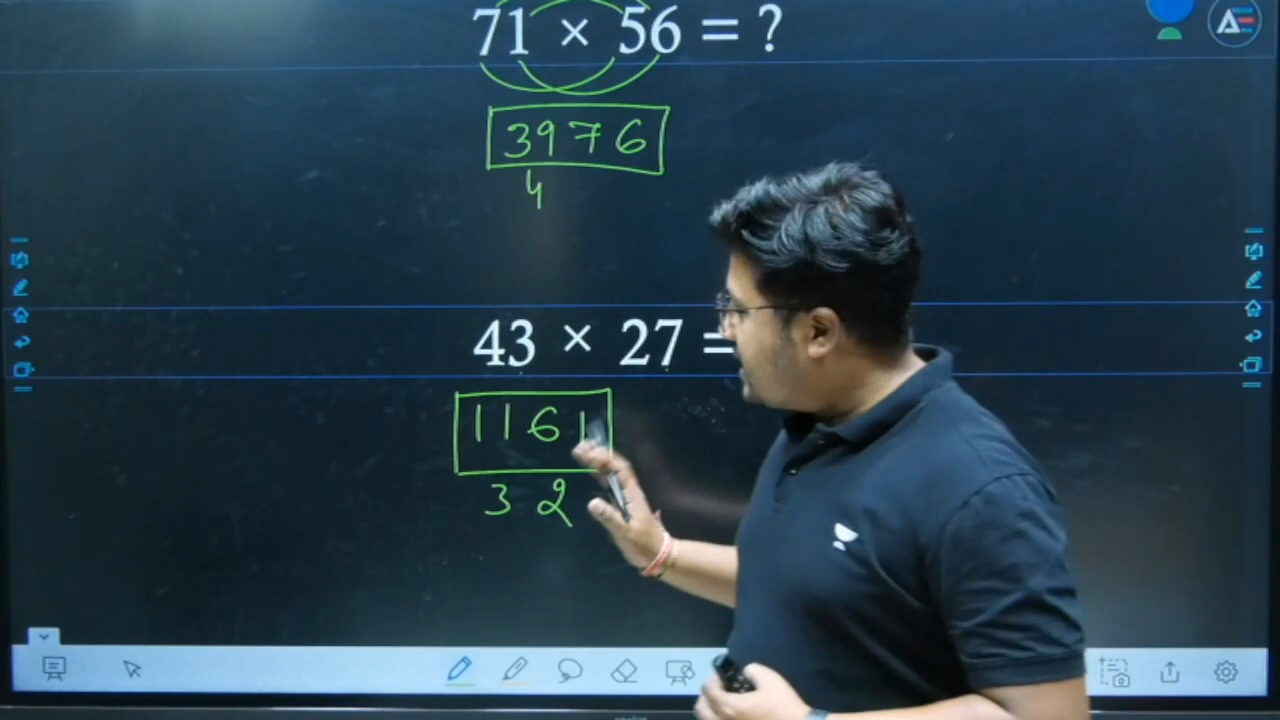 71 × 56 = ?
3976
4
43 × 27 =
1161
3 2